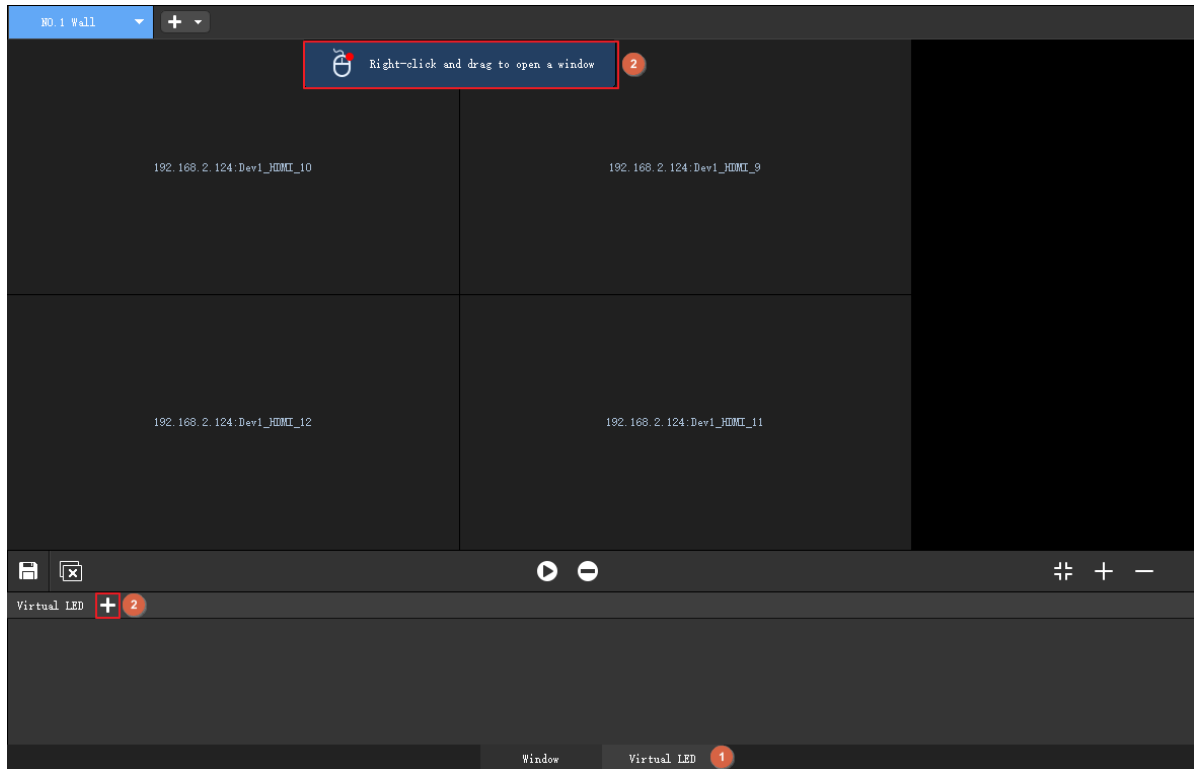 NO.1 Wall
Right-click and drag to open a window
2
192.168.2.124:Dev1_HDMI_10
192.168.2.124:Dev1_HDMI_9
192.168.2.124:Dev1_HDMI_12
192.168.2.124:Dev1_HDMI_11
Virtual LED
2
Window
Virtual LED
1